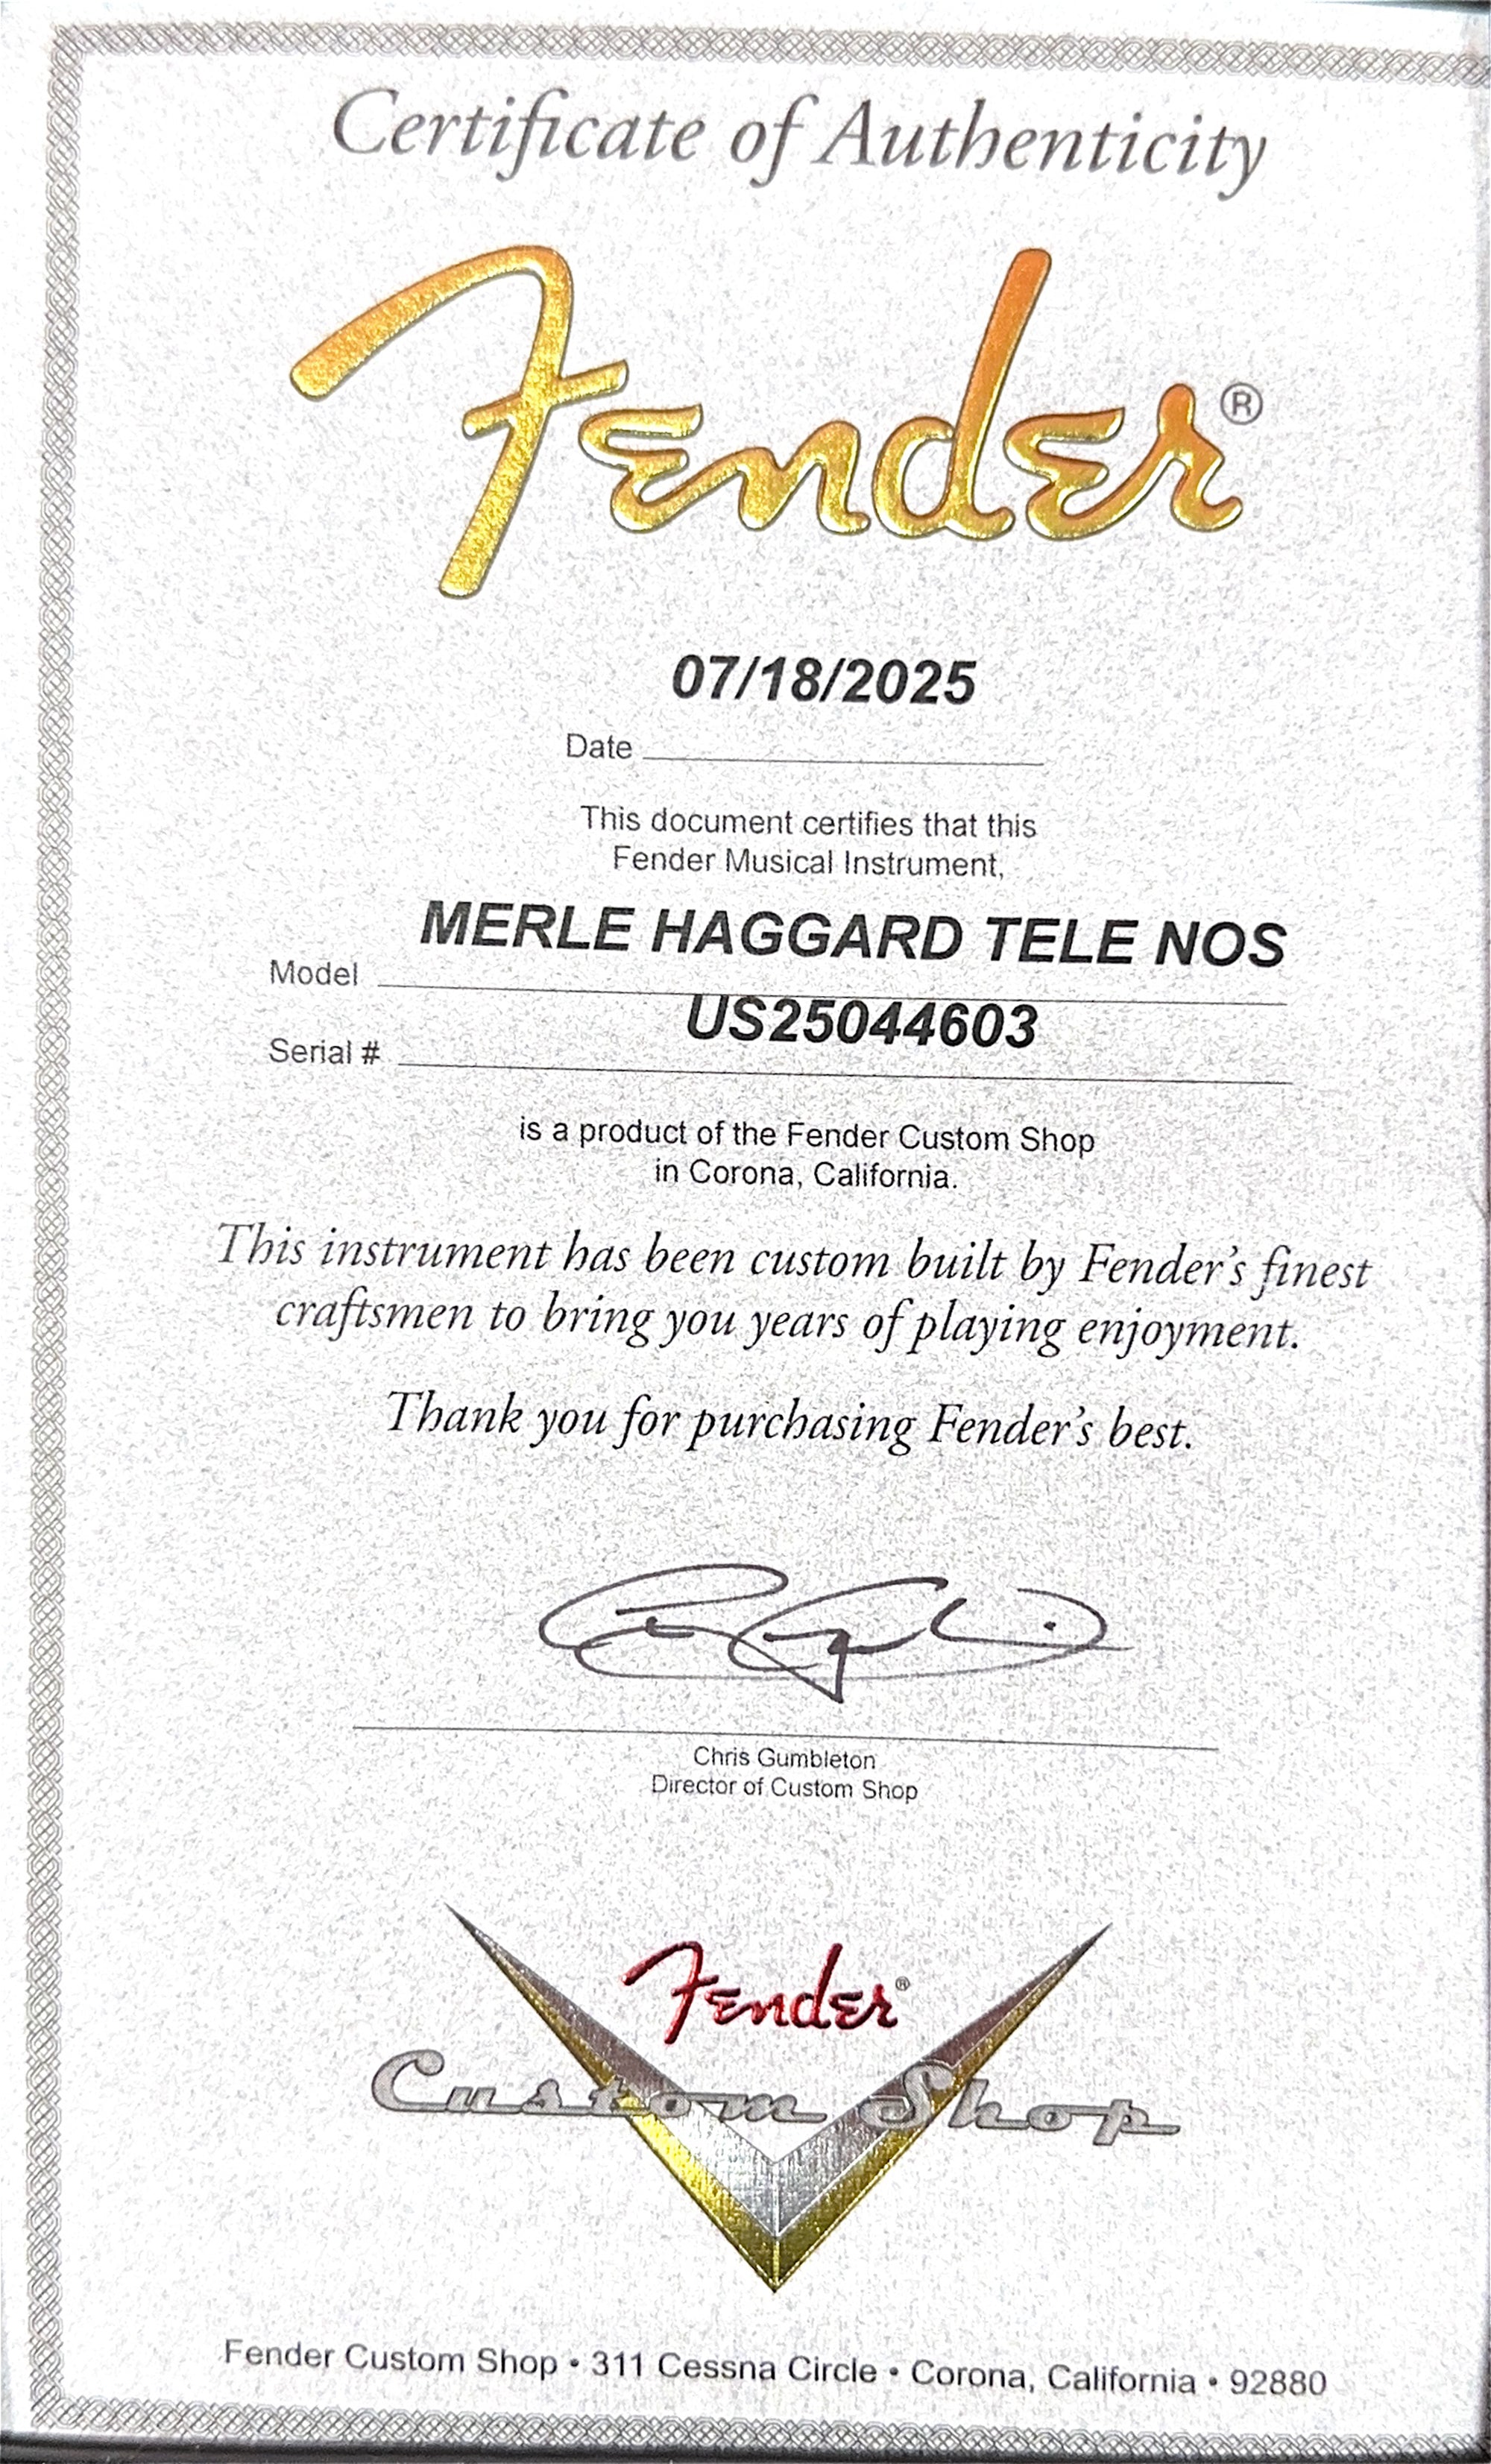 Certificate of Authenticity
Fender®
07/18/2025
Date
This document certifies that this
Fender Musical Instrument,
MERLE HAGGARD TELE NOS
Model
US25044603
Serial #
is a product of the Fender Custom Shop
in Corona, California.
This instrument has been custom built by Fender's finest
craftsmen to bring you years of playing enjoyment.
Thank you for purchasing Fender's best.
Chris Gumbleton
Director of Custom Shop
Fender®
Custom Shop
Fender Custom Shop • 311 Cessna Circle • Corona, California • 92880